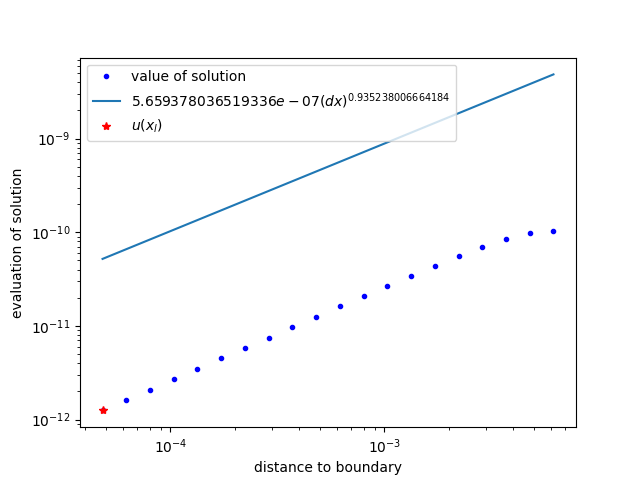 value of solution
5.659378036519336e − 07(dx)^0.935238006664184
u(x_l)
10^−9
10^−10
10^−11
10^−12
evaluation of solution
10^−4
10^−3
distance to boundary